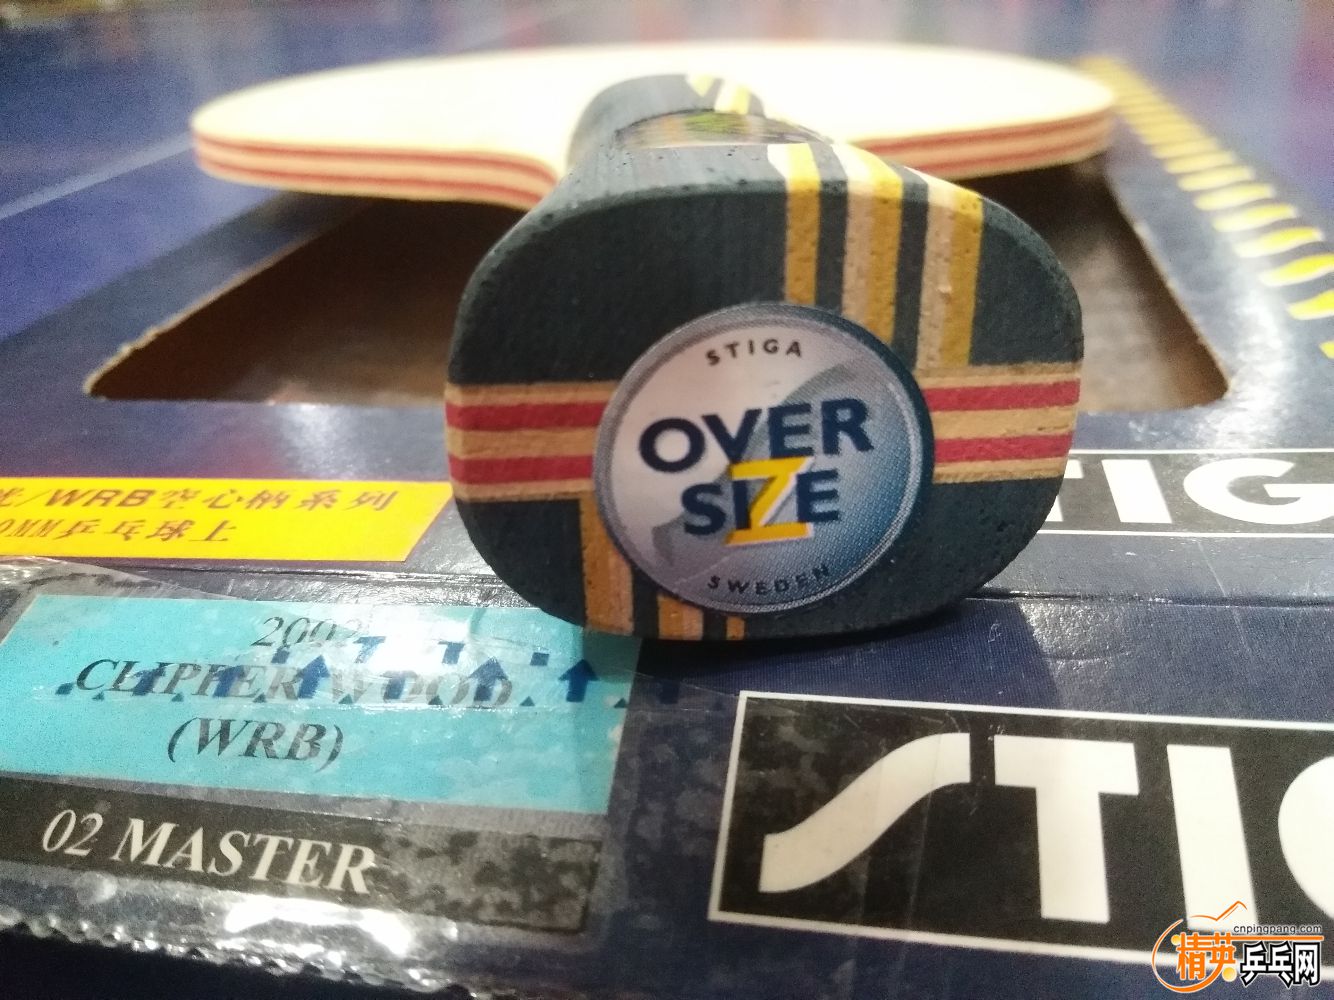 STIGA
OVER
SIZE
SWEDEN
/WRB空心柄系列
0MM乒乓球上
2002
CLIPPER WOOD
(WRB)
02 MASTER
TIG
STIG
cnpingpang.com
精英乒乓网